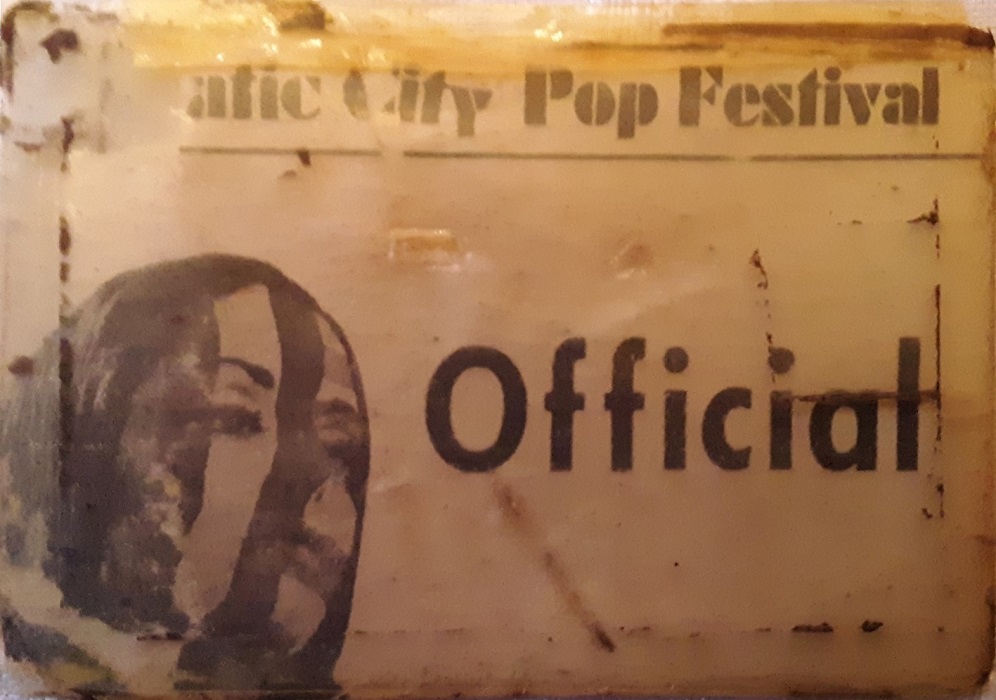 atic City Pop Festival
Official